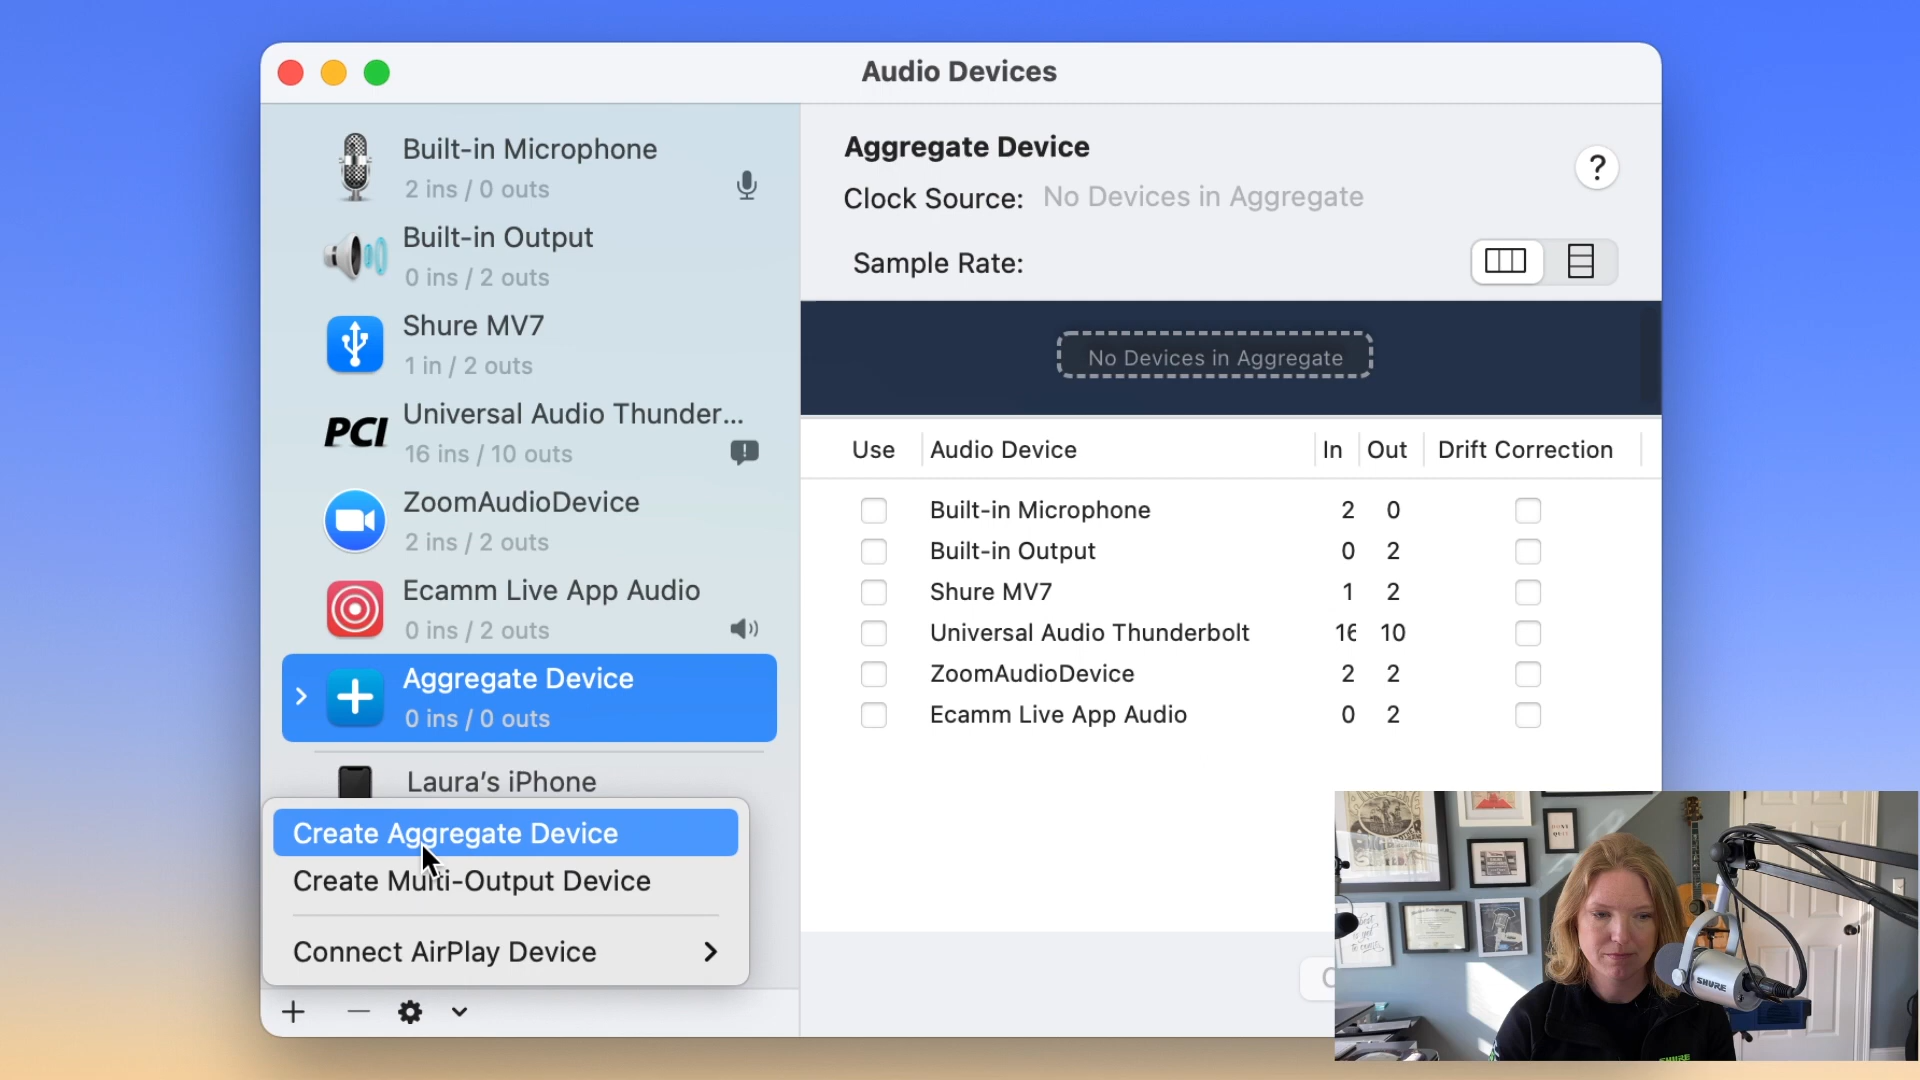 Audio Devices
Built-in Microphone
2 ins / 0 outs
Built-in Output
0 ins / 2 outs
Shure MV7
1 in / 2 outs
PCI
Universal Audio Thunder...
16 ins / 10 outs
ZoomAudioDevice
2 ins / 2 outs
Ecamm Live App Audio
0 ins / 2 outs
Aggregate Device
0 ins / 0 outs
Laura's iPhone
Create Aggregate Device
Create Multi-Output Device
Connect AirPlay Device
Aggregate Device
?
Clock Source: No Devices in Aggregate
Sample Rate:
No Devices in Aggregate
Use Audio Device In Out Drift Correction
Built-in Microphone 2 0
Built-in Output 0 2
Shure MV7 1 2
Universal Audio Thunderbolt 16 10
ZoomAudioDevice 2 2
Ecamm Live App Audio 0 2
SHURE
SHURE